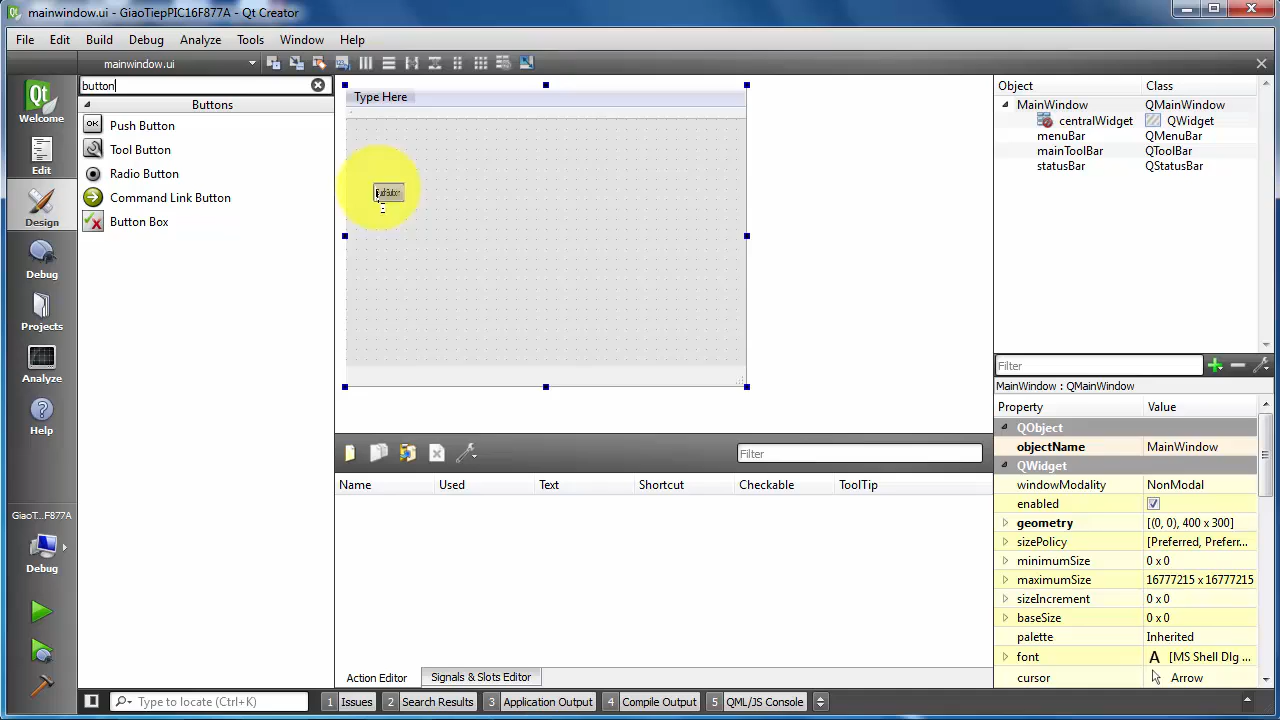 mainwindow.ui - GiaoTiepPIC16F877A - Qt Creator
File Edit Build Debug Analyze Tools Window Help
mainwindow.ui
Welcome
Edit
Design
Debug
Projects
Analyze
Help
GiaoT...F877A
Debug
button
Buttons
Push Button
Tool Button
Radio Button
Command Link Button
Button Box
Type Here
PushButton
Name Used Text Shortcut Checkable ToolTip
Filter
Action Editor Signals & Slots Editor
Object Class
MainWindow QMainWindow
centralWidget QWidget
menuBar QMenuBar
mainToolBar QToolBar
statusBar QStatusBar
Filter
MainWindow : QMainWindow
Property Value
QObject
objectName MainWindow
QWidget
windowModality NonModal
enabled
geometry [(0, 0), 400 x 300]
sizePolicy [Preferred, Preferr...
minimumSize 0 x 0
maximumSize 16777215 x 16777215
sizeIncrement 0 x 0
baseSize 0 x 0
palette Inherited
font A [MS Shell Dlg ...
cursor Arrow
Type to locate (Ctrl+K) 1 Issues 2 Search Results 3 Application Output 4 Compile Output 5 QML/JS Console